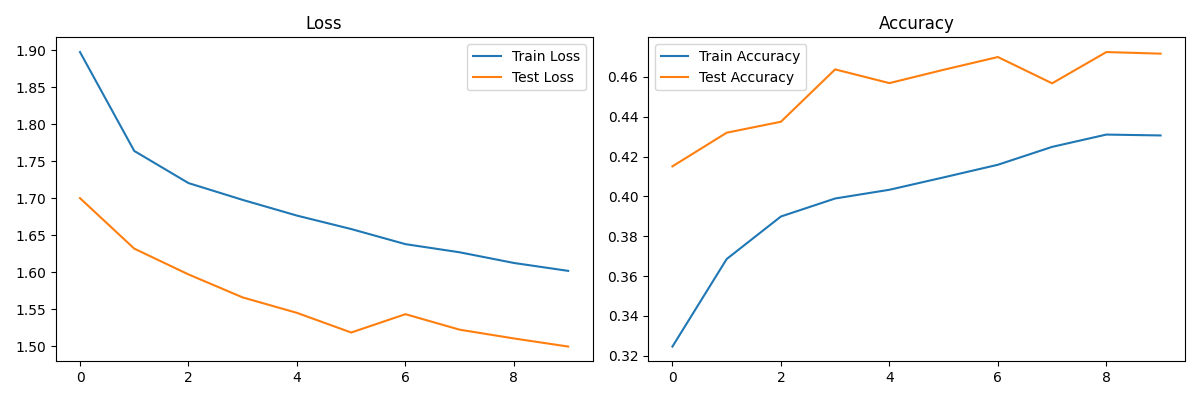 Loss
1.90
1.85
1.80
1.75
1.70
1.65
1.60
1.55
1.50
0 2 4 6 8
Train Loss
Test Loss
Accuracy
0.46
0.44
0.42
0.40
0.38
0.36
0.34
0.32
0 2 4 6 8
Train Accuracy
Test Accuracy